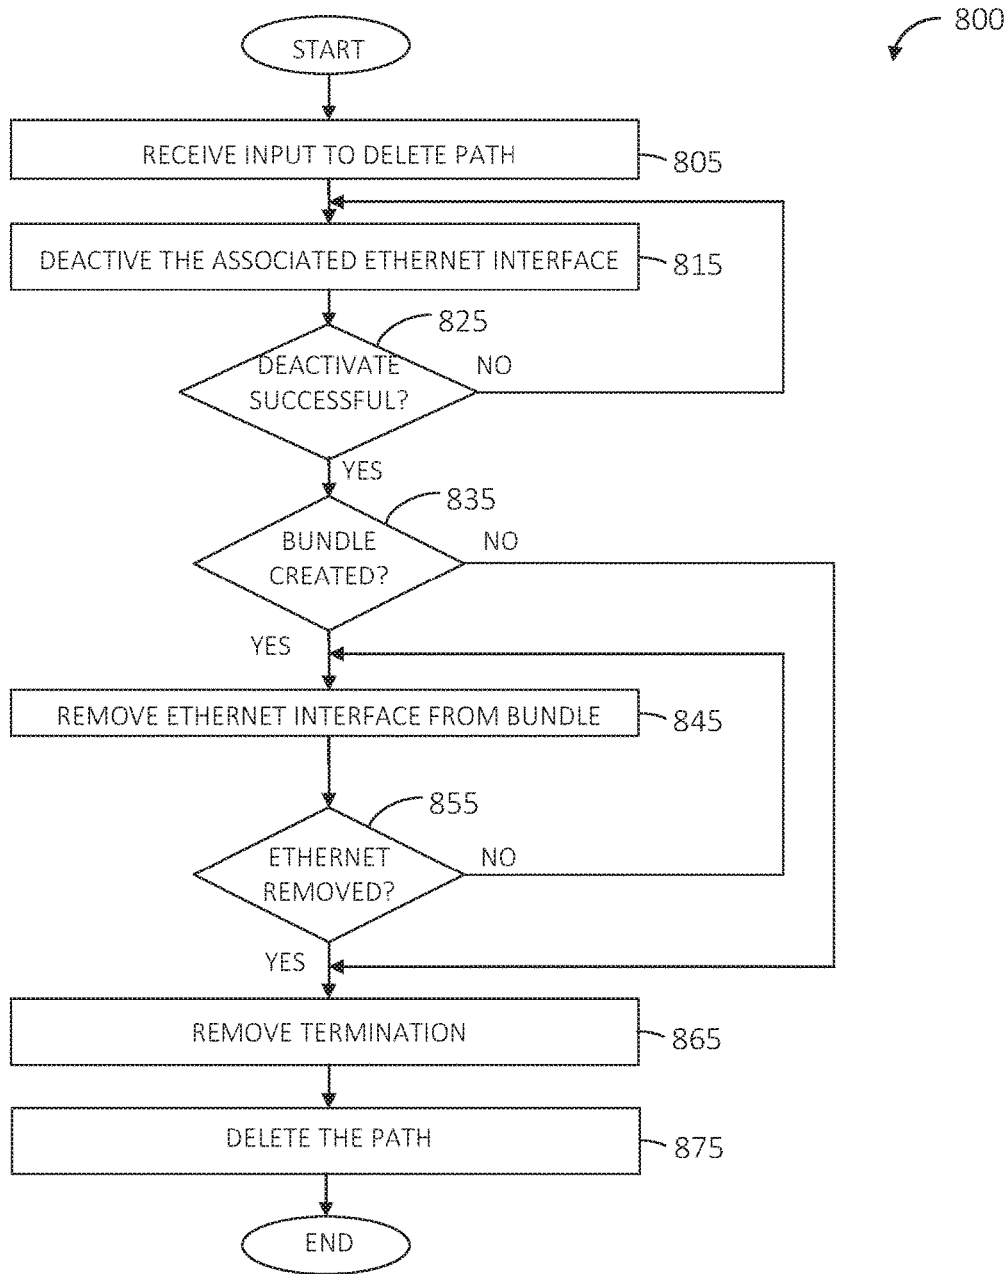 800
START
RECEIVE INPUT TO DELETE PATH
805
DEACTIVE THE ASSOCIATED ETHERNET INTERFACE
815
825
DEACTIVATE
SUCCESSFUL?
NO
YES
835
BUNDLE
CREATED?
NO
YES
REMOVE ETHERNET INTERFACE FROM BUNDLE
845
855
ETHERNET
REMOVED?
NO
YES
REMOVE TERMINATION
865
DELETE THE PATH
875
END